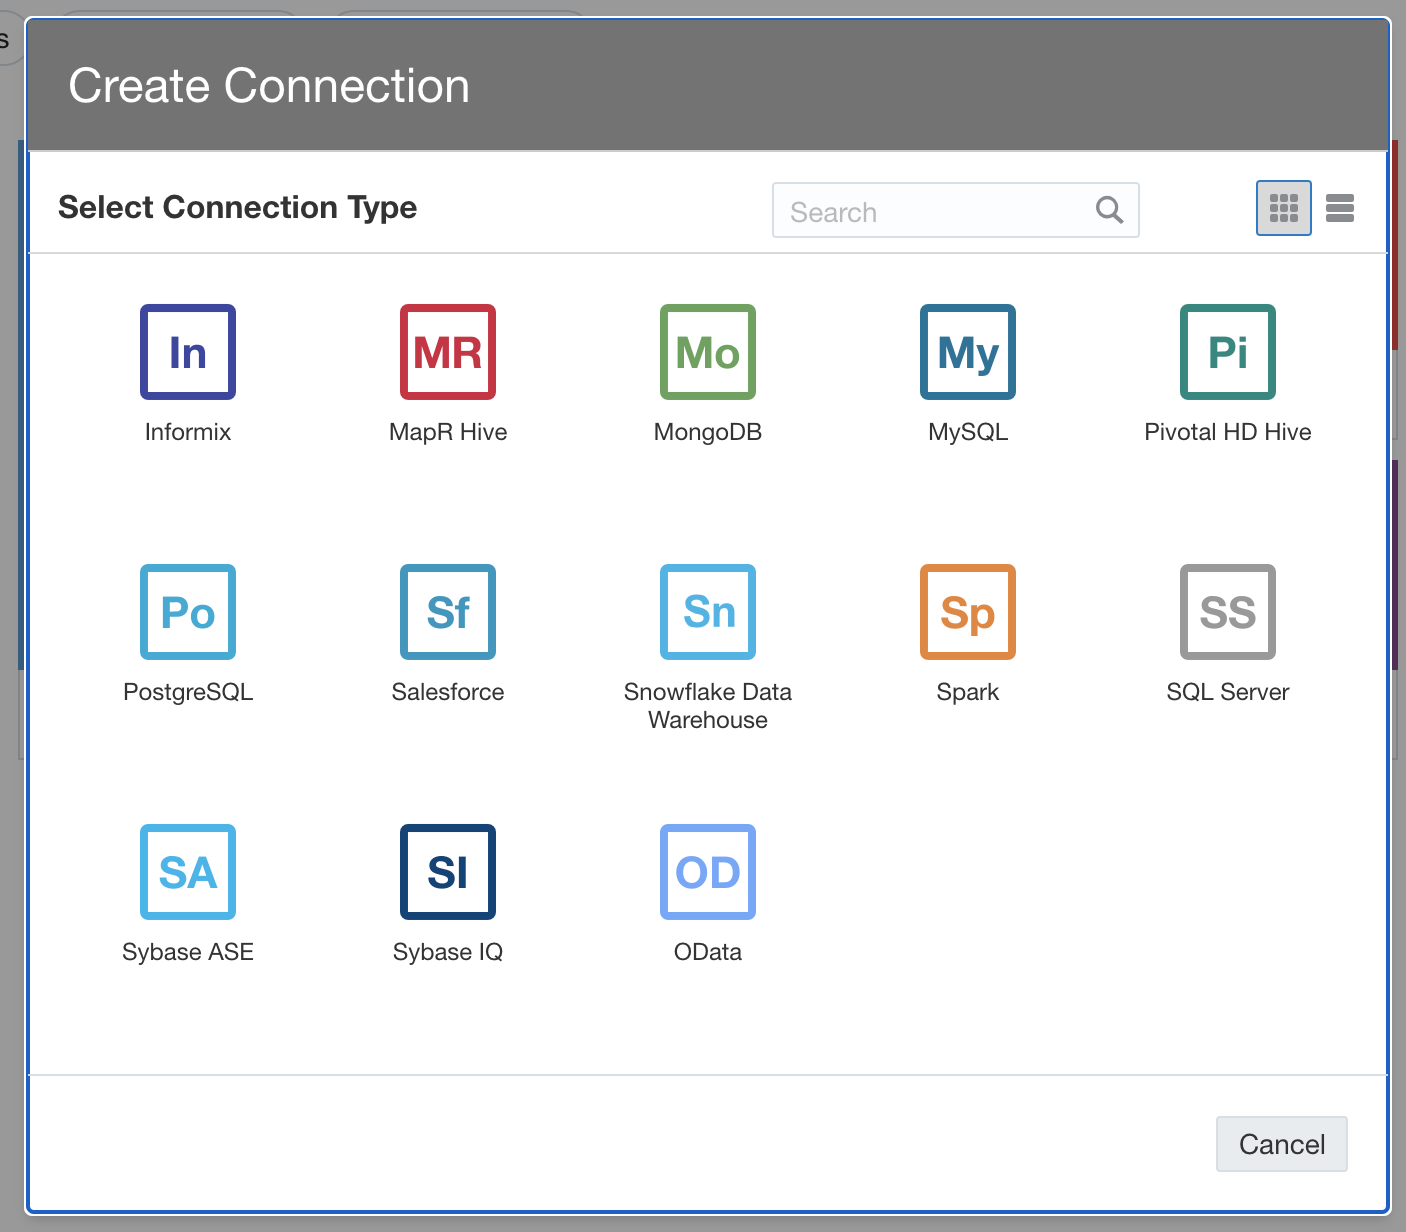 s
Create Connection
Select Connection Type
Search
In
MR
Mo
My
Pi
Informix
MapR Hive
MongoDB
MySQL
Pivotal HD Hive
Po
Sf
Sn
Sp
SS
PostgreSQL
Salesforce
Snowflake Data
Warehouse
Spark
SQL Server
SA
SI
OD
Sybase ASE
Sybase IQ
OData
Cancel